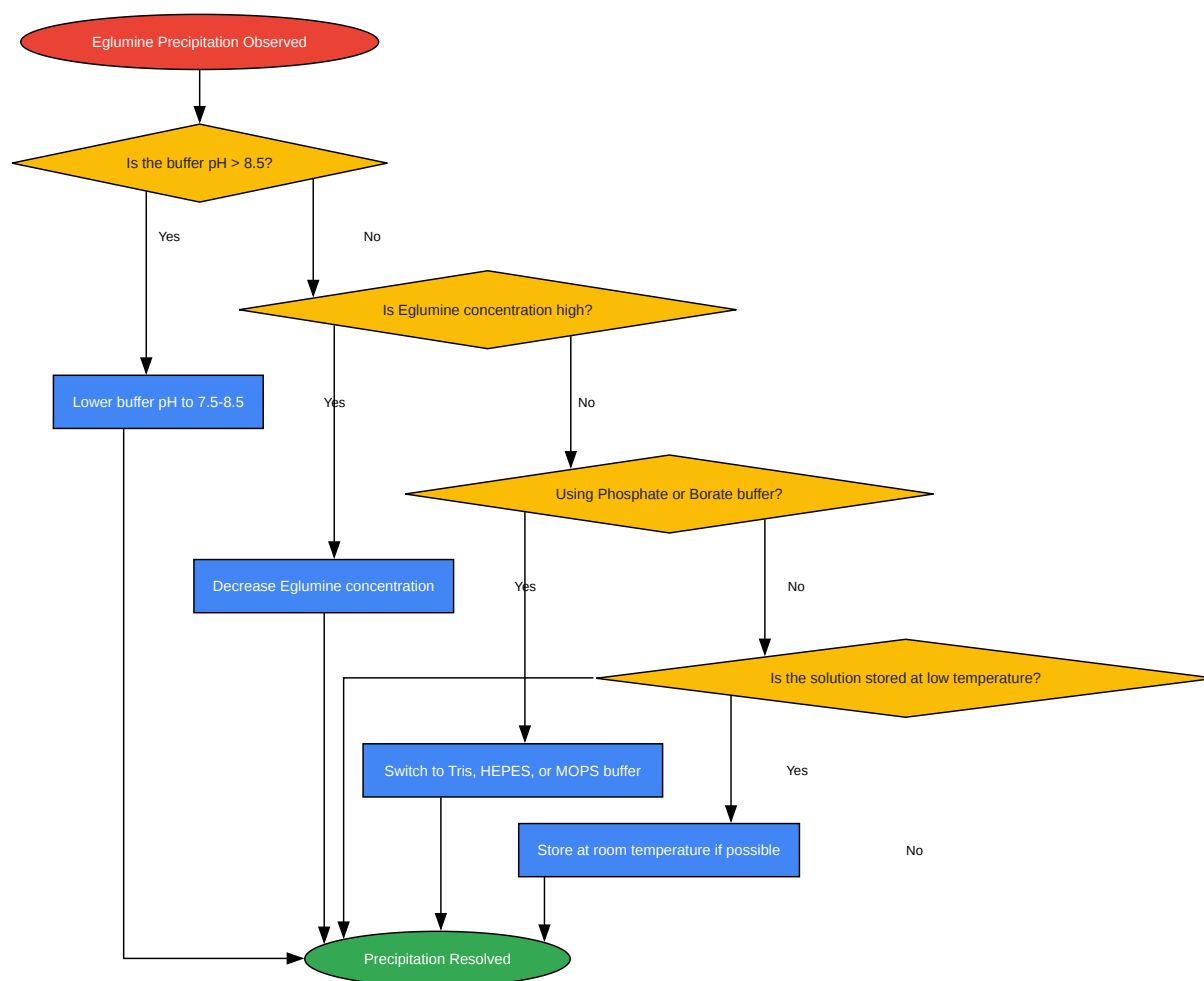 Eglumine Precipitation Observed
Is the buffer pH > 8.5?
Yes
No
Is Eglumine concentration high?
Lower buffer pH to 7.5-8.5
Yes
No
Using Phosphate or Borate buffer?
Decrease Eglumine concentration
Yes
No
Is the solution stored at low temperature?
Switch to Tris, HEPES, or MOPS buffer
Yes
Store at room temperature if possible
No
Precipitation Resolved